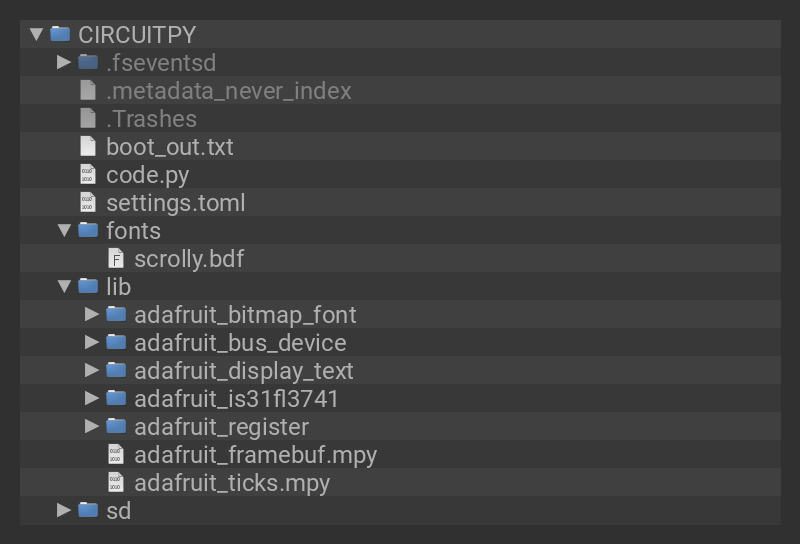 CIRCUITPY
.fseventsd
.metadata_never_index
.Trashes
boot_out.txt
code.py
settings.toml
fonts
scrolly.bdf
lib
adafruit_bitmap_font
adafruit_bus_device
adafruit_display_text
adafruit_is31fl3741
adafruit_register
adafruit_framebuf.mpy
adafruit_ticks.mpy
sd